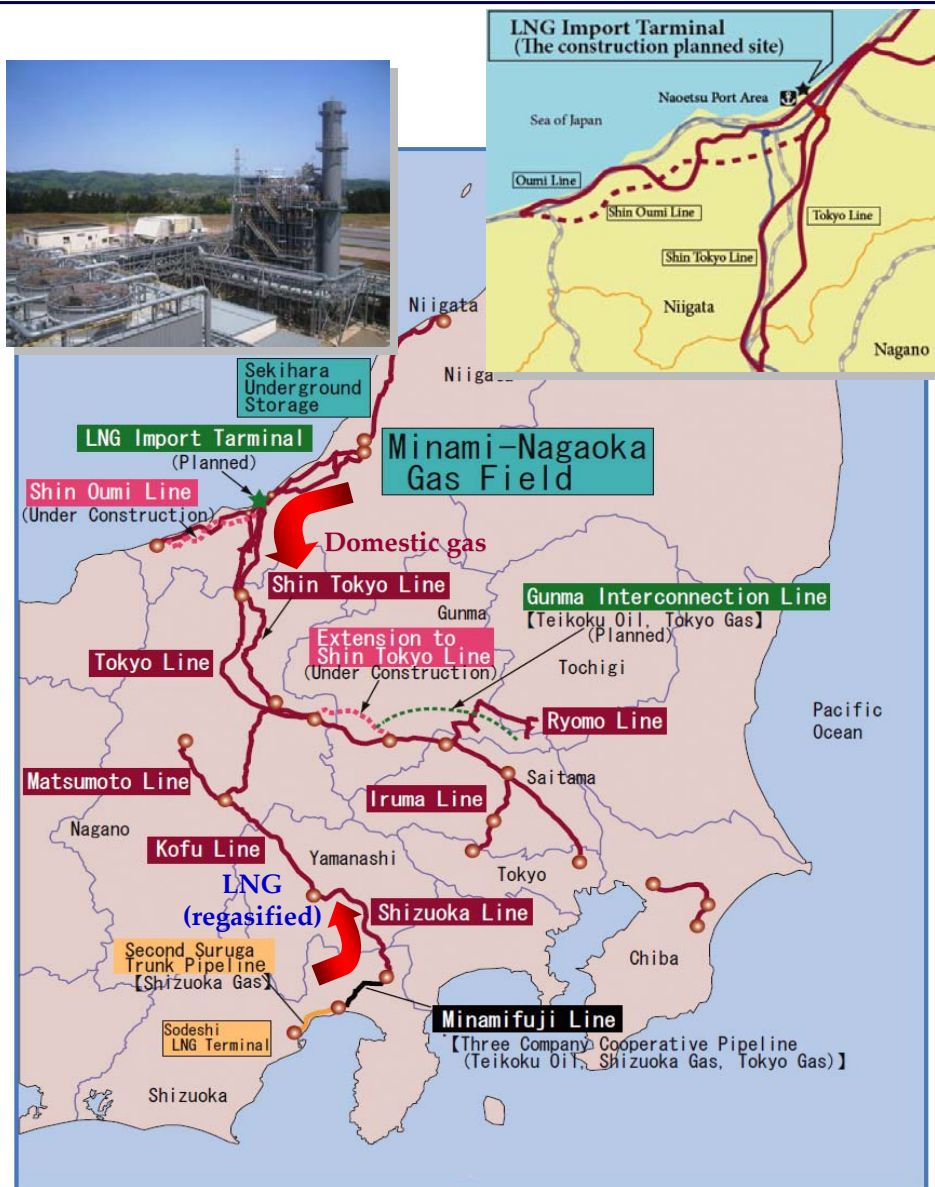 LNG Import Tarminal
(The construction planned site)
Naoetsu Port Area
Sea of Japan
Oumi Line
Shin Oumi Line
Tokyo Line
Shin Tokyo Line
Niigata
Nagano
Niigata
Niigata
Sekihara
Underground
Storage
LNG Import Tarminal
(Planned)
Minami-Nagaoka
Gas Field
Shin Oumi Line
(Under Construction)
Domestic gas
Shin Tokyo Line
Gunma Interconnection Line
【Teikoku Oil, Tokyo Gas】
(Planned)
Gunma
Extension to
Shin Tokyo Line
(Under Construction)
Tochigi
Tokyo Line
Ryomo Line
Pacific
Ocean
Matsumoto Line
Saitama
Iruma Line
Nagano
Kofu Line
Yamanashi
Tokyo
LNG
(regasified)
Shizuoka Line
Second Suruga
Trunk Pipeline
【Shizuoka Gas】
Chiba
Minamifuji Line
Sodeshi
LNG Terminal
【Three Company Cooperative Pipeline
(Teikoku Oil, Shizuoka Gas, Tokyo Gas)】
Shizuoka